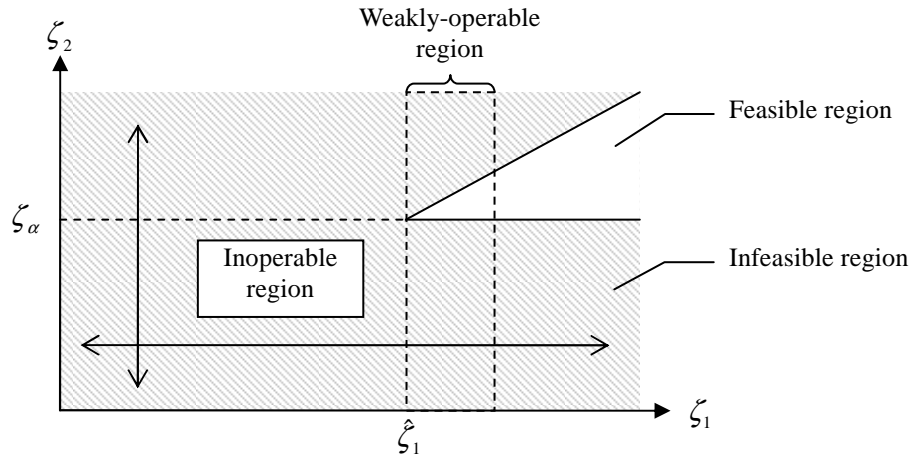 Weakly-operable
region
ζ₂
Feasible region
ζα
Inoperable
region
Infeasible region
ζ̂₁
ζ₁